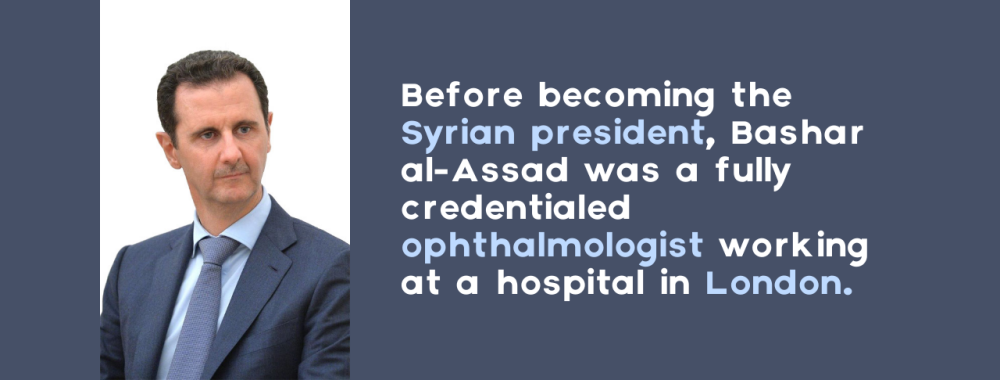 Before becoming the
Syrian president, Bashar
al-Assad was a fully
credentialed
ophthalmologist working
at a hospital in London.